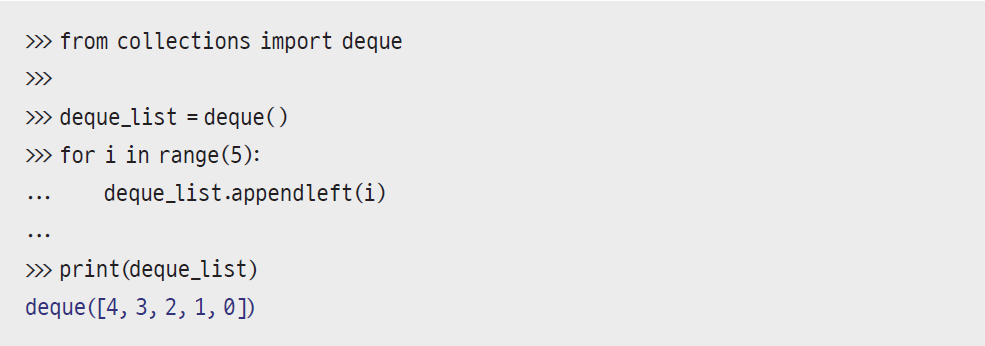 >>> from collections import deque
>>>
>>> deque_list = deque()
>>> for i in range(5):
...     deque_list.appendleft(i)
...
>>> print(deque_list)
deque([4, 3, 2, 1, 0])